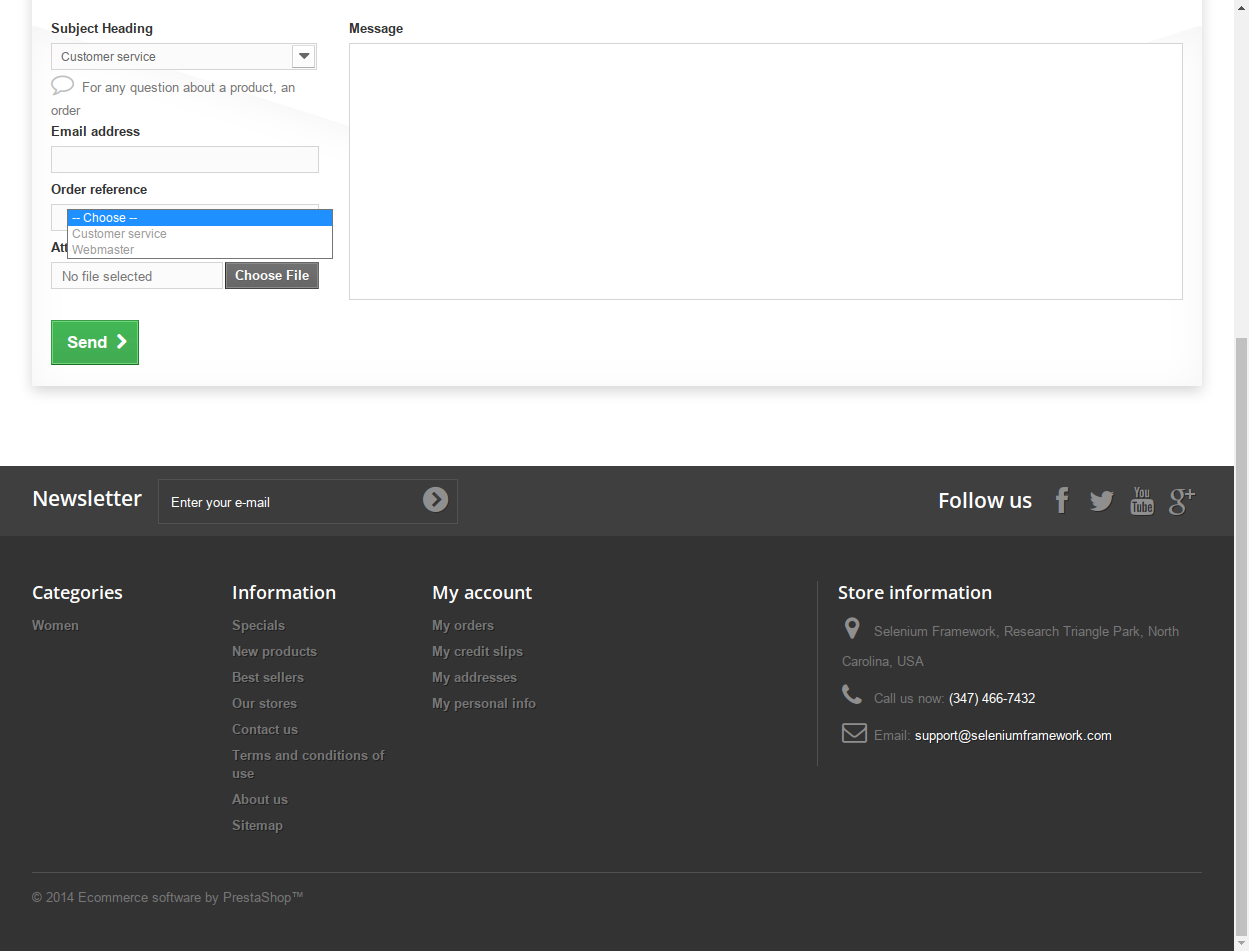 Subject Heading
Customer service
For any question about a product, an
order
Email address
Order reference
-- Choose --
Customer service
Webmaster
Att
No file selected
Choose File
Message
Send
Newsletter
Enter your e-mail
Follow us
You
Tube
g+
Categories
Women
Information
Specials
New products
Best sellers
Our stores
Contact us
Terms and conditions of
use
About us
Sitemap
My account
My orders
My credit slips
My addresses
My personal info
Store information
Selenium Framework, Research Triangle Park, North
Carolina, USA
Call us now: (347) 466-7432
Email: support@seleniumframework.com
© 2014 Ecommerce software by PrestaShop™